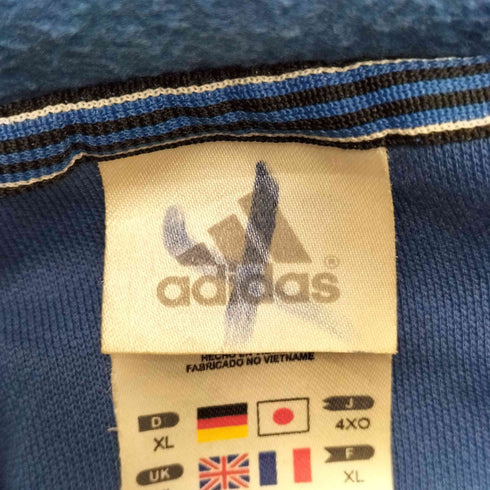 adidas®
FABRICADO NO VIETNAME
D J
XL 4XO
UK F
XL